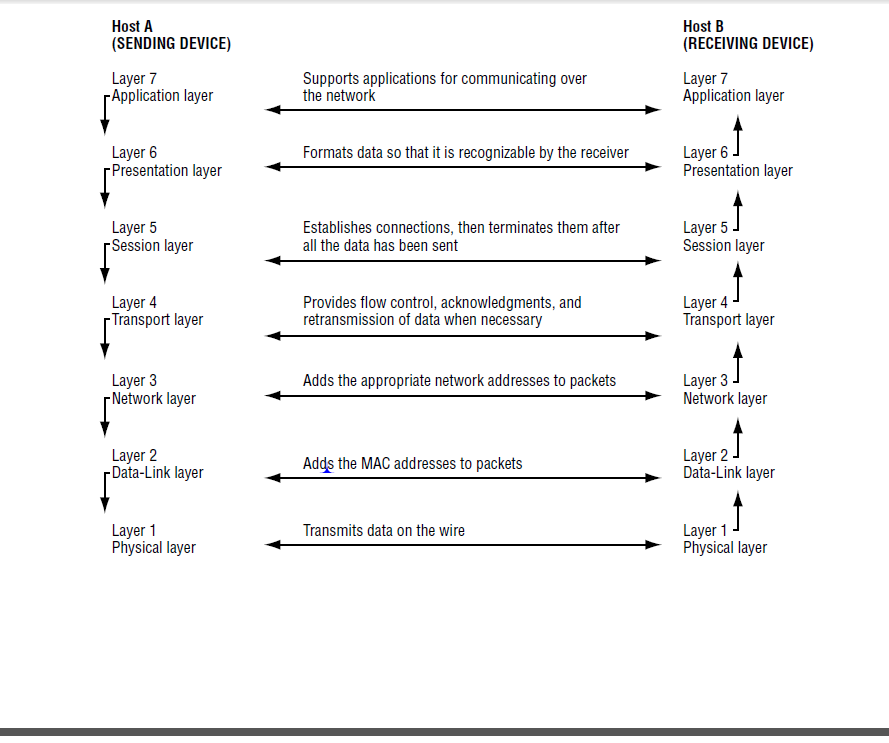 Host A
(SENDING DEVICE)
Host B
(RECEIVING DEVICE)
Layer 7
Application layer
Supports applications for communicating over
the network
Layer 7
Application layer
Layer 6
Presentation layer
Formats data so that it is recognizable by the receiver
Layer 6
Presentation layer
Layer 5
Session layer
Establishes connections, then terminates them after
all the data has been sent
Layer 5
Session layer
Layer 4
Transport layer
Provides flow control, acknowledgments, and
retransmission of data when necessary
Layer 4
Transport layer
Layer 3
Network layer
Adds the appropriate network addresses to packets
Layer 3
Network layer
Layer 2
Data-Link layer
Adds the MAC addresses to packets
Layer 2
Data-Link layer
Layer 1
Physical layer
Transmits data on the wire
Layer 1
Physical layer